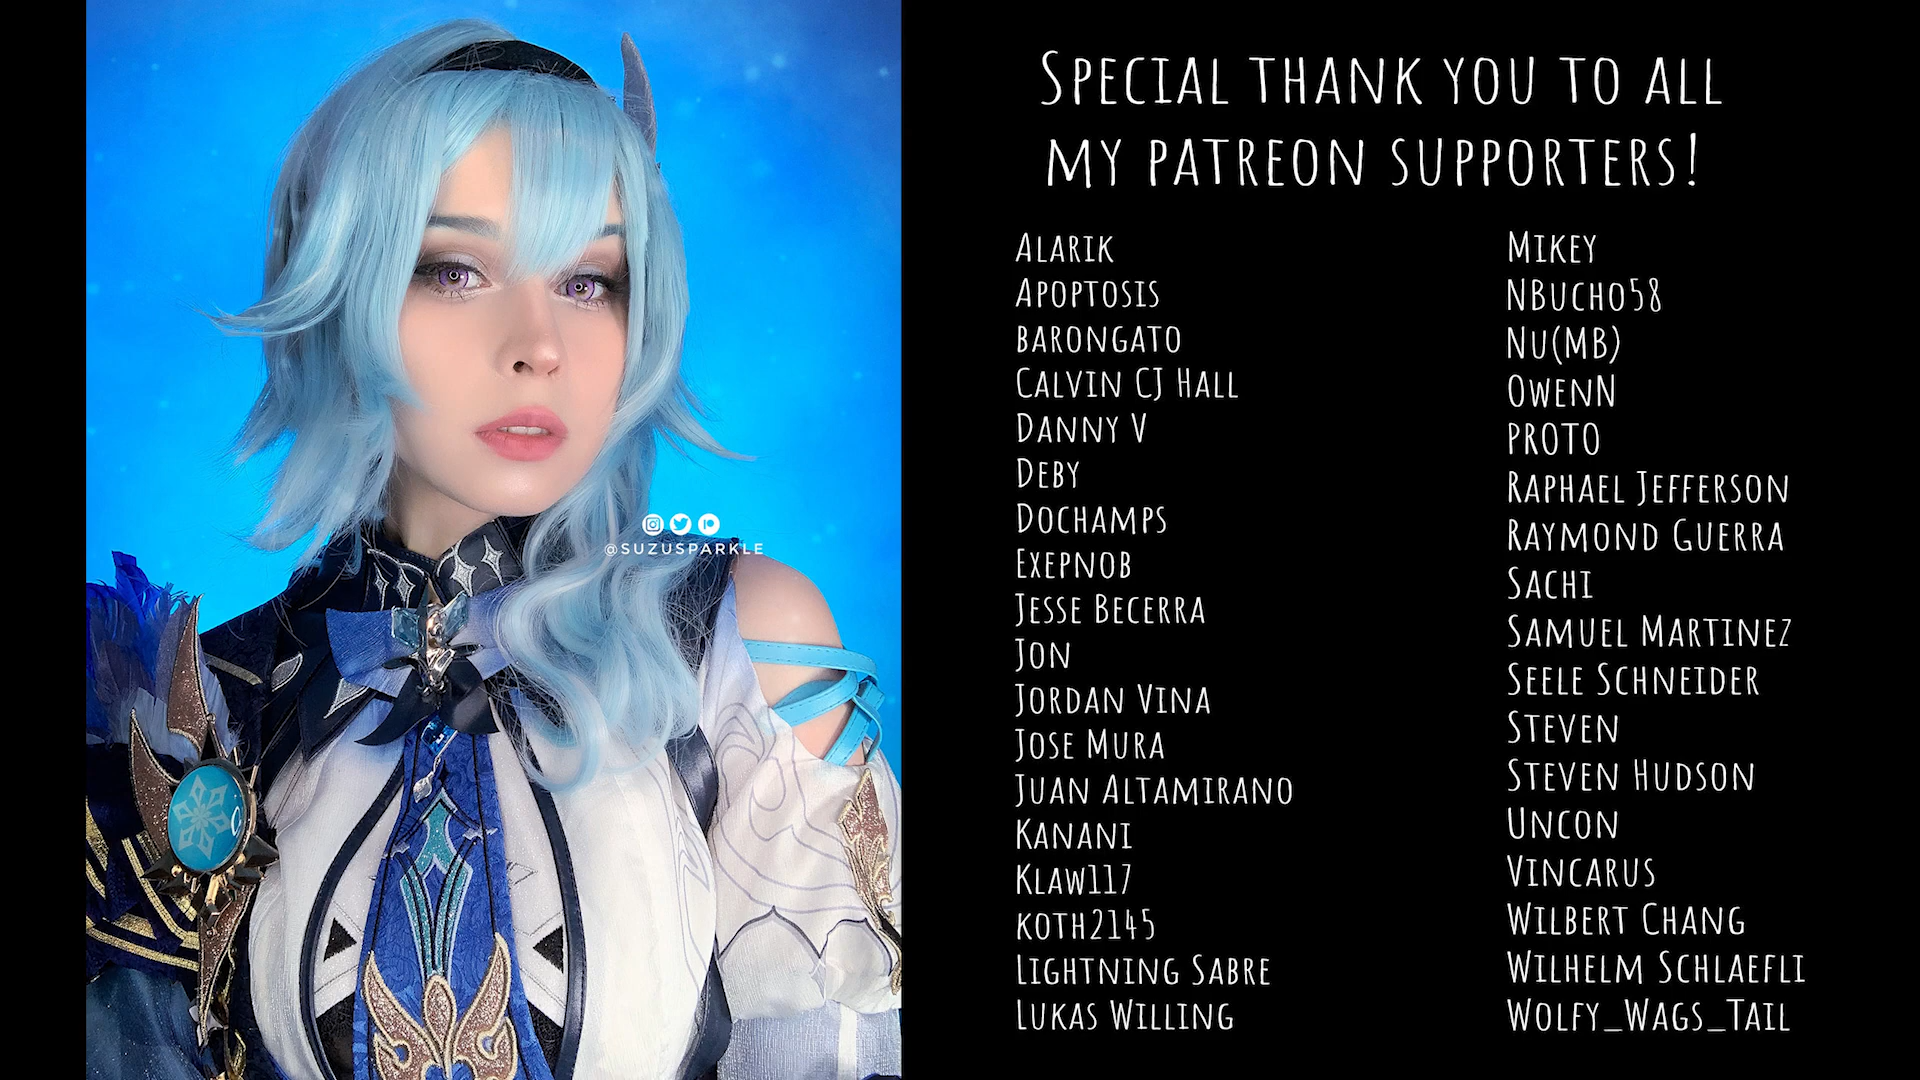 Special thank you to all
my patreon supporters!
Alarik
Apoptosis
barongato
Calvin CJ Hall
Danny V
Deby
Dochamps
Exepnob
Jesse Becerra
Jon
Jordan Vina
Jose Mura
Juan Altamirano
Kanani
Klaw117
koth2145
Lightning Sabre
Lukas Willing
Mikey
NBucho58
Nu(MB)
OwenN
PROTO
Raphael Jefferson
Raymond Guerra
Sachi
Samuel Martinez
Seele Schneider
Steven
Steven Hudson
Uncon
Vincarus
Wilbert Chang
Wilhelm Schlaefli
Wolfy_Wags_Tail
@SUZUSPARKLE